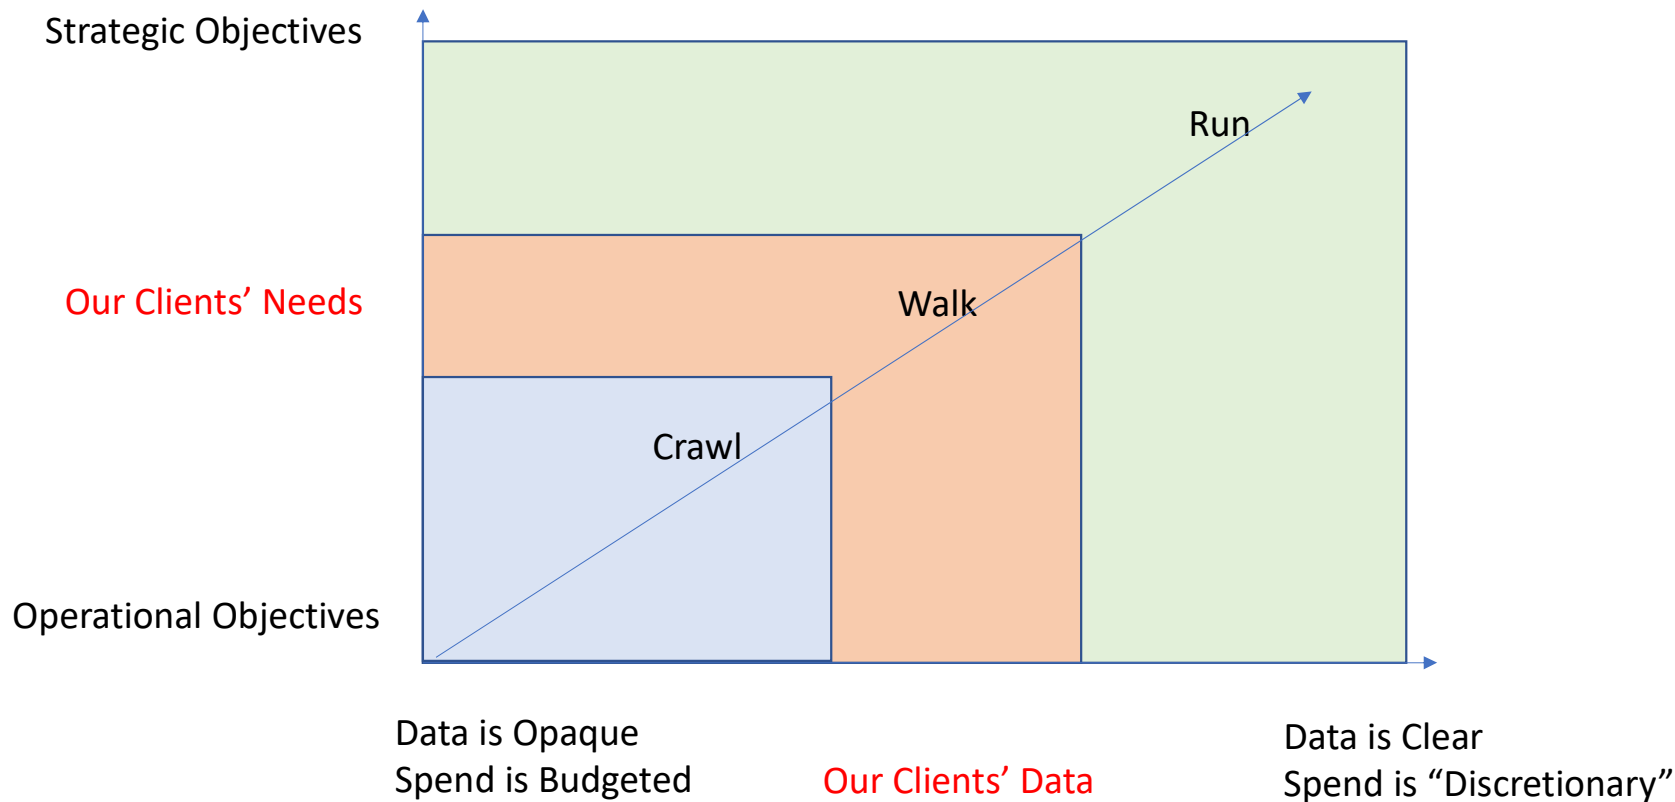 Strategic Objectives
Run
Our Clients’ Needs
Walk
Crawl
Operational Objectives
Data is Opaque
Spend is Budgeted
Our Clients’ Data
Data is Clear
Spend is “Discretionary”